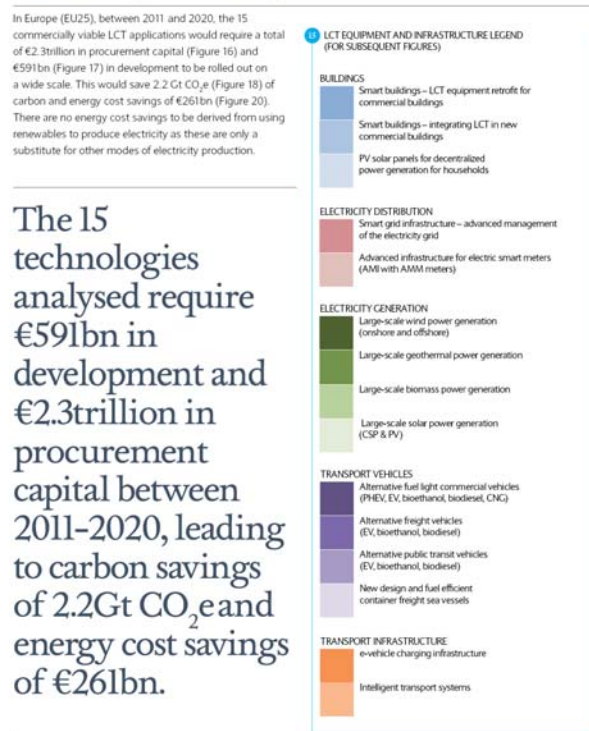 In Europe (EU25), between 2011 and 2020, the 15
commercially viable LCT applications would require a total
of €2.3trillion in procurement capital (Figure 16) and
€591bn (Figure 17) in development to be rolled out on
a wide scale. This would save 2.2 Gt CO₂e (Figure 18) of
carbon and energy cost savings of €261bn (Figure 20).
There are no energy cost savings to be derived from using
renewables to produce electricity as these are only a
substitute for other modes of electricity production.
The 15
technologies
analysed require
€591bn in
development and
€2.3trillion in
procurement
capital between
2011–2020, leading
to carbon savings
of 2.2Gt CO₂e and
energy cost savings
of €261bn.
15 LCT EQUIPMENT AND INFRASTRUCTURE LEGEND
(FOR SUBSEQUENT FIGURES)
BUILDINGS
Smart buildings – LCT equipment retrofit for
commercial buildings
Smart buildings – integrating LCT in new
commercial buildings
PV solar panels for decentralized
power generation for households
ELECTRICITY DISTRIBUTION
Smart grid infrastructure – advanced management
of the electricity grid
Advanced infrastructure for electric smart meters
(AMI with AMM meters)
ELECTRICITY GENERATION
Large-scale wind power generation
(onshore and offshore)
Large-scale geothermal power generation
Large-scale biomass power generation
Large-scale solar power generation
(CSP & PV)
TRANSPORT VEHICLES
Alternative fuel light commercial vehicles
(PHEV, EV, bioethanol, biodiesel, CNG)
Alternative freight vehicles
(EV, bioethanol, biodiesel)
Alternative public transit vehicles
(EV, bioethanol, biodiesel)
New design and fuel efficient
container freight sea vessels
TRANSPORT INFRASTRUCTURE
e-vehicle charging infrastructure
Intelligent transport systems